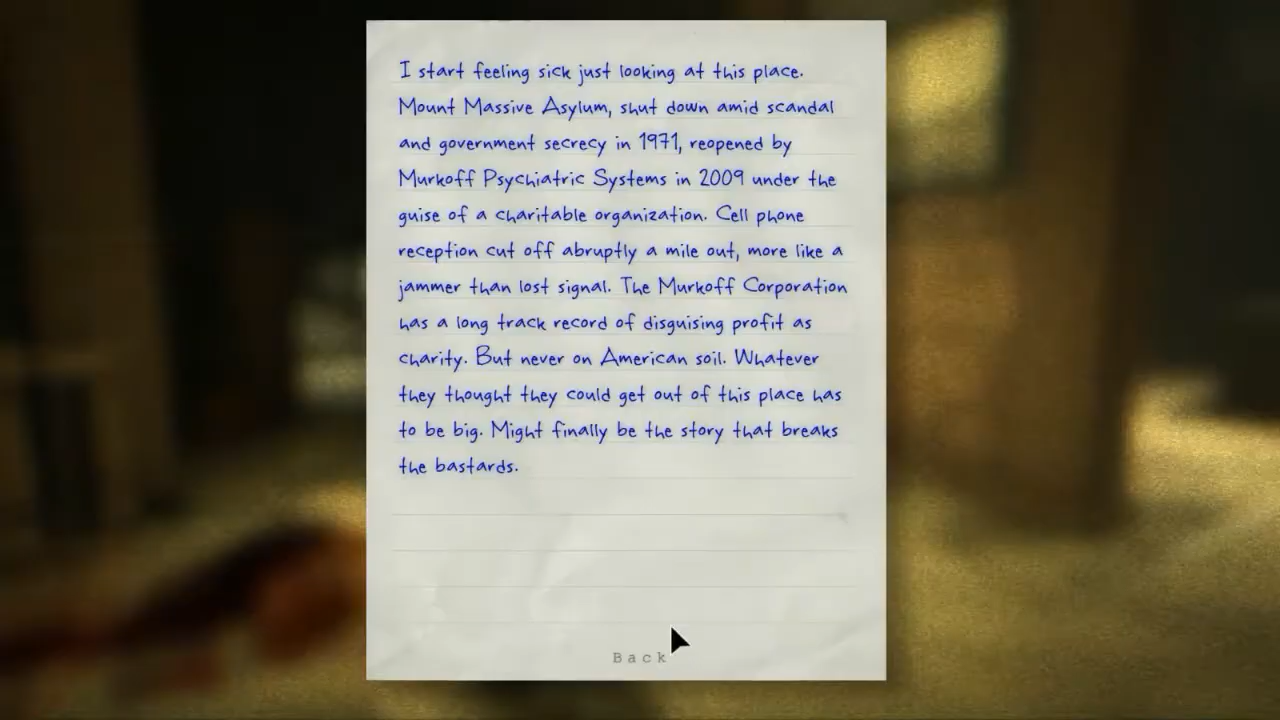 I start feeling sick just looking at this place.
Mount Massive Asylum, shut down amid scandal
and government secrecy in 1971, reopened by
Murkoff Psychiatric Systems in 2009 under the
guise of a charitable organization. Cell phone
reception cut off abruptly a mile out, more like a
jammer than lost signal. The Murkoff Corporation
has a long track record of disguising profit as
charity. But never on American soil. Whatever
they thought they could get out of this place has
to be big. Might finally be the story that breaks
the bastards.
Back